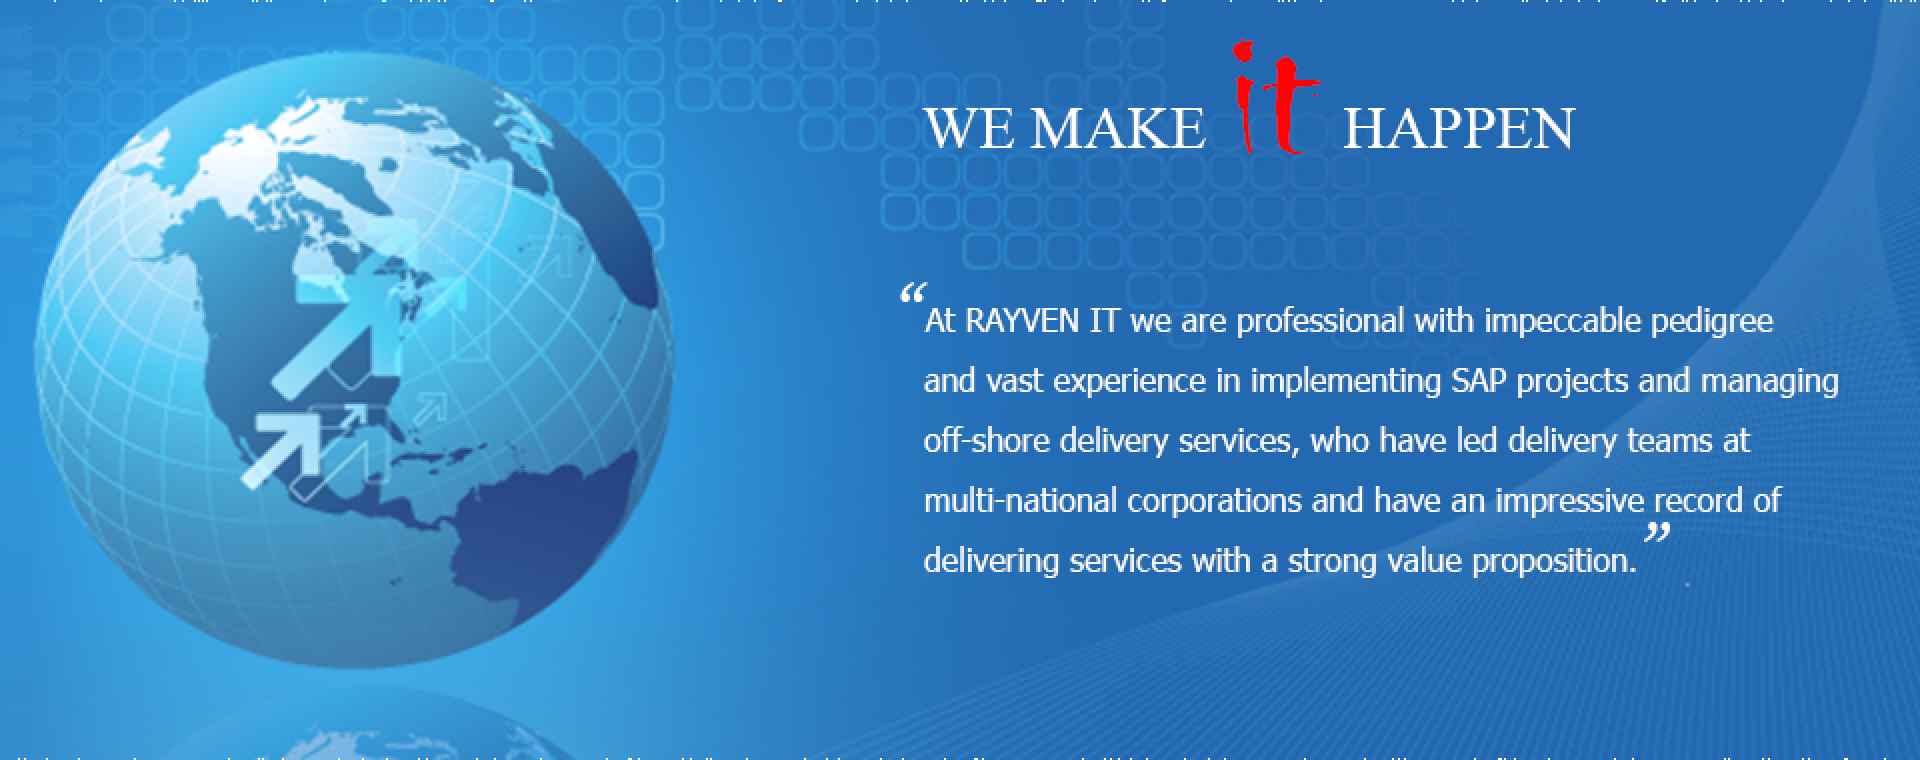 WE MAKE it HAPPEN
“At RAYVEN IT we are professional with impeccable pedigree
and vast experience in implementing SAP projects and managing
off-shore delivery services, who have led delivery teams at
multi-national corporations and have an impressive record of
delivering services with a strong value proposition.”